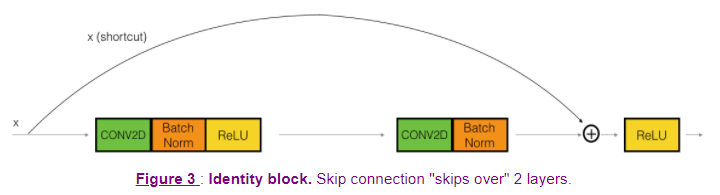 x (shortcut)
x
CONV2D Batch Norm ReLU
CONV2D Batch Norm
+
ReLU
Figure 3 : Identity block. Skip connection "skips over" 2 layers.